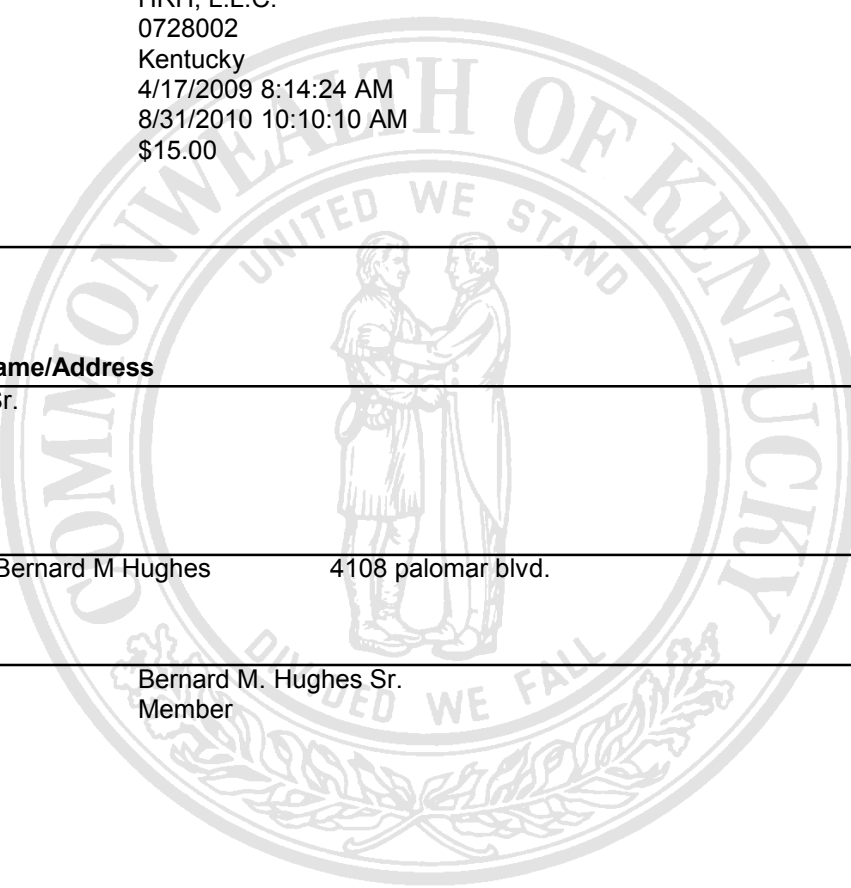 HKH, L.L.C.
0728002
Kentucky
4/17/2009 8:14:24 AM
8/31/2010 10:10:10 AM
$15.00
COMMONWEALTH OF KENTUCKY
UNITED WE STAND
ame/Address
Sr.
Bernard M Hughes 4108 palomar blvd.
Bernard M. Hughes Sr.
Member
DIVIDED WE FALL